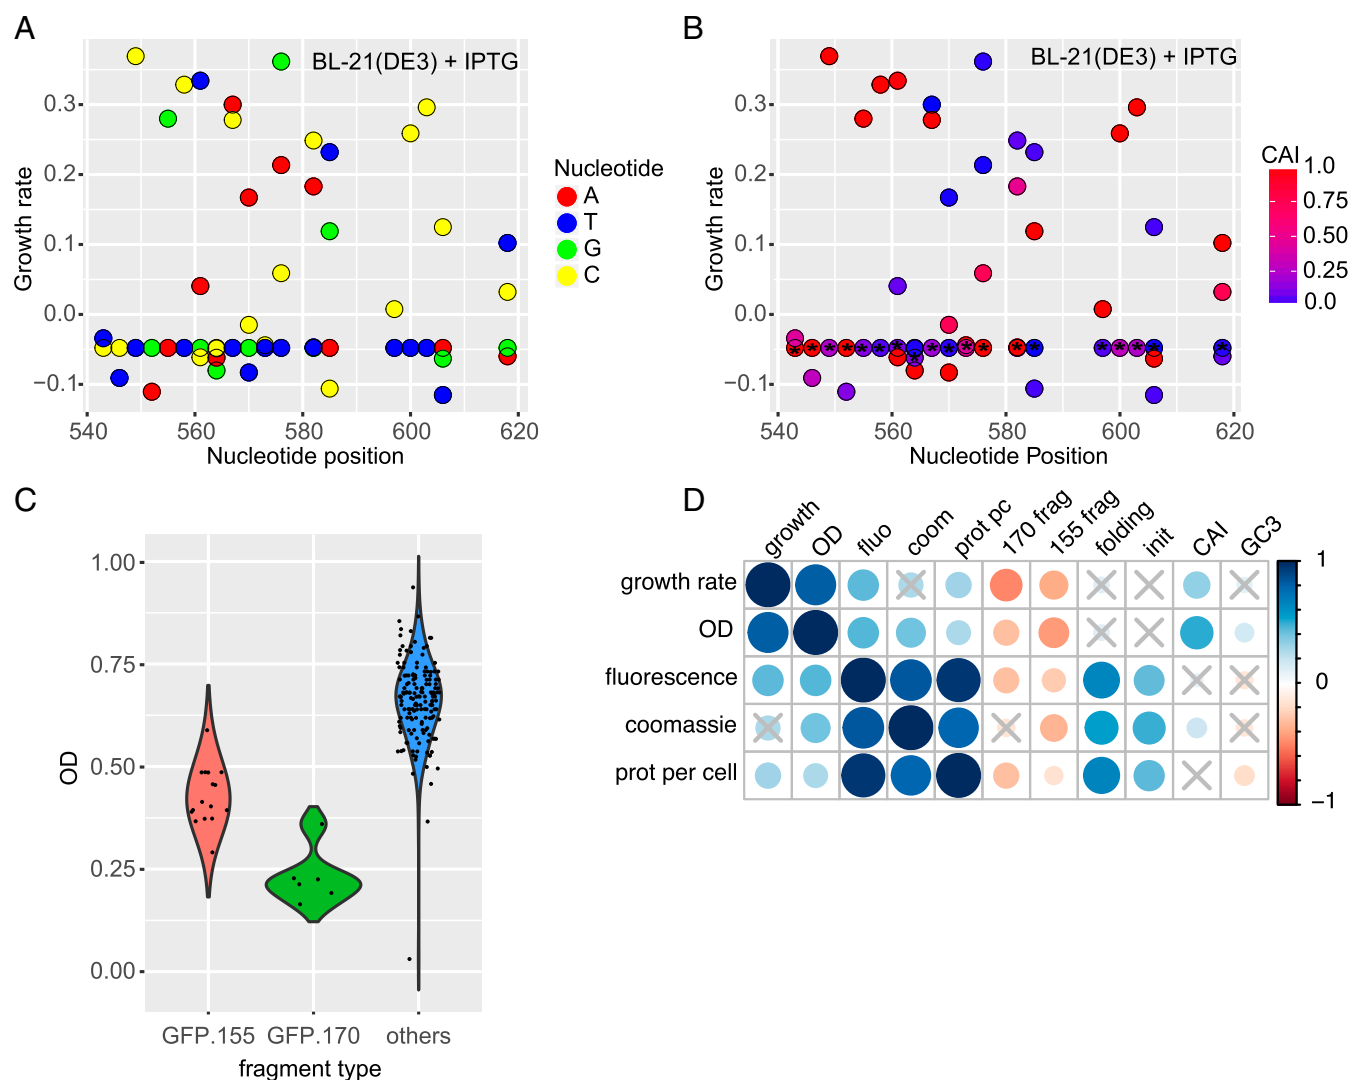 A
BL-21(DE3) + IPTG
0.3
0.2
0.1
0.0
−0.1
Growth rate
540 560 580 600 620
Nucleotide position
Nucleotide
A
T
G
C
B
BL-21(DE3) + IPTG
0.3
0.2
0.1
0.0
−0.1
Growth rate
540 560 580 600 620
Nucleotide Position
CAI
1.0
0.75
0.50
0.25
0.0
C
1.00
0.75
0.50
0.25
0.00
OD
GFP.155 GFP.170 others
fragment type
D
growth OD fluo coom prot pc 170 frag 155 frag folding init CAI GC3
growth rate
OD
fluorescence
coomassie
prot per cell
1
0
−1